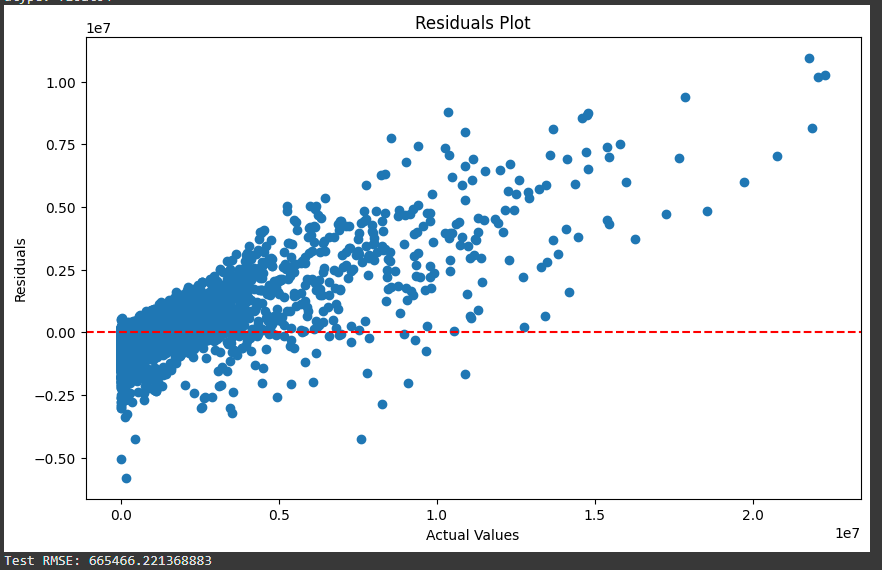 Residuals Plot
1e7
1.00
0.75
0.50
0.25
0.00
−0.25
−0.50
Residuals
0.0 0.5 1.0 1.5 2.0
1e7
Actual Values
Test RMSE: 665466.221368883